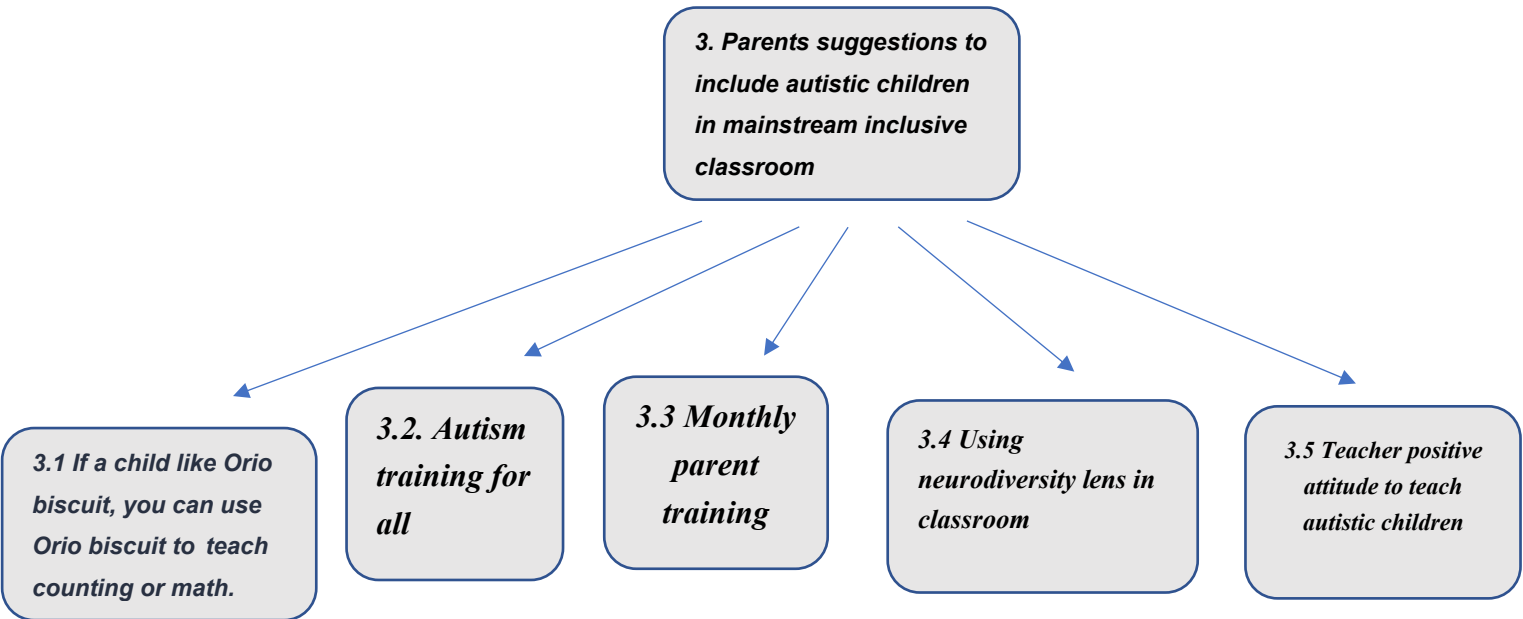 3. Parents suggestions to
include autistic children
in mainstream inclusive
classroom
3.1 If a child like Orio
biscuit, you can use
Orio biscuit to teach
counting or math.
3.2. Autism
training for
all
3.3 Monthly
parent
training
3.4 Using
neurodiversity lens in
classroom
3.5 Teacher positive
attitude to teach
autistic children